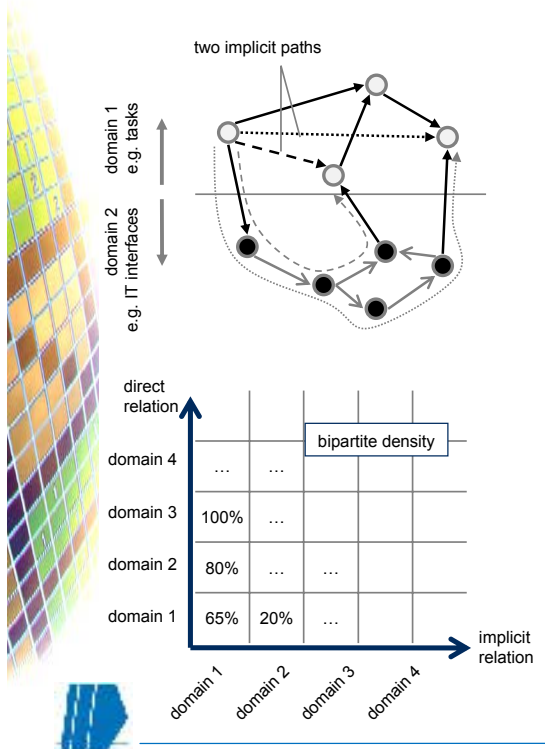 two implicit paths
domain 1
e.g. tasks
domain 2
e.g. IT interfaces
direct
relation
bipartite density
domain 4
...
...
domain 3
100%
...
domain 2
80%
...
...
domain 1
65%
20%
...
implicit
relation
domain 1
domain 2
domain 3
domain 4